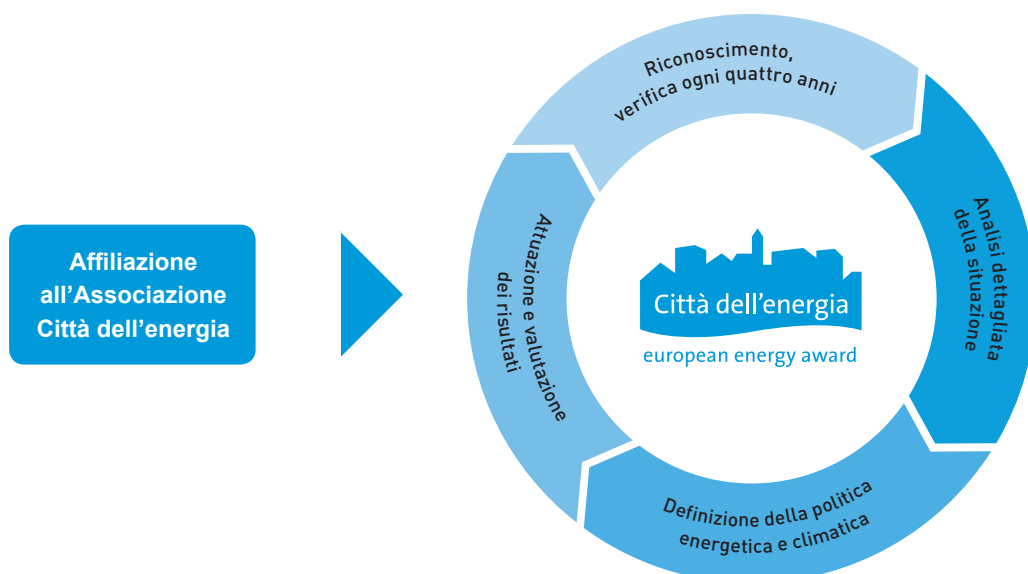 Affiliazione
all’Associazione
Città dell’energia
Riconoscimento,
verifica ogni quattro anni
Analisi dettagliata
della situazione
Definizione della politica
energetica e climatica
Attuazione e valutazione
dei risultati
Città dell'energia
european energy award